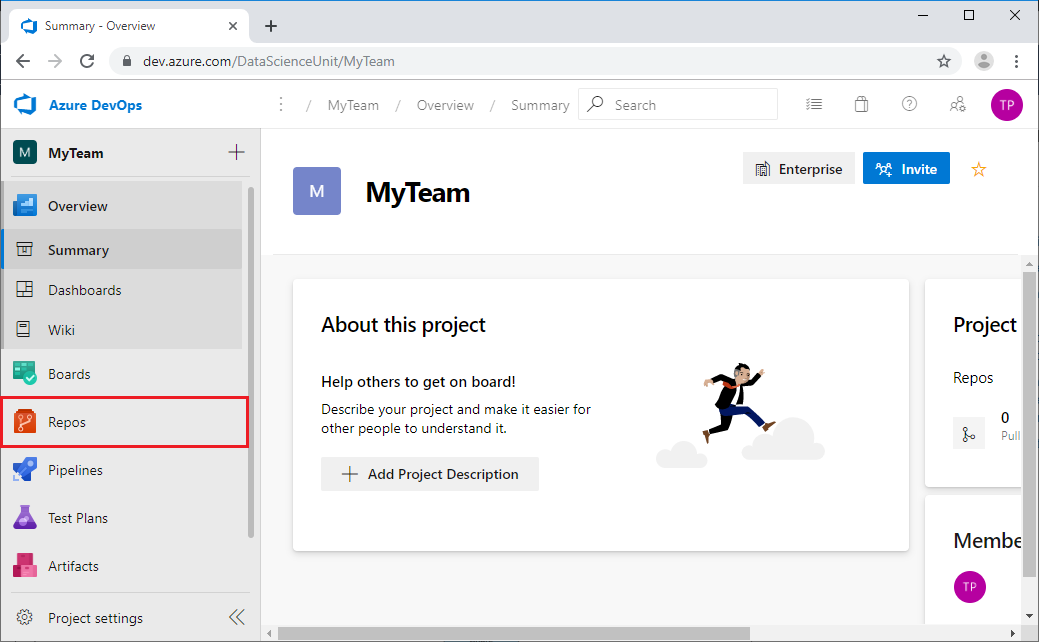 Summary - Overview
dev.azure.com/DataScienceUnit/MyTeam
Azure DevOps
/ MyTeam / Overview / Summary
Search
TP
M MyTeam
Overview
Summary
Dashboards
Wiki
Boards
Repos
Pipelines
Test Plans
Artifacts
Project settings
M MyTeam
Enterprise
Invite
About this project
Help others to get on board!
Describe your project and make it easier for
other people to understand it.
Add Project Description
Project
Repos
0
Pull
Membe
TP